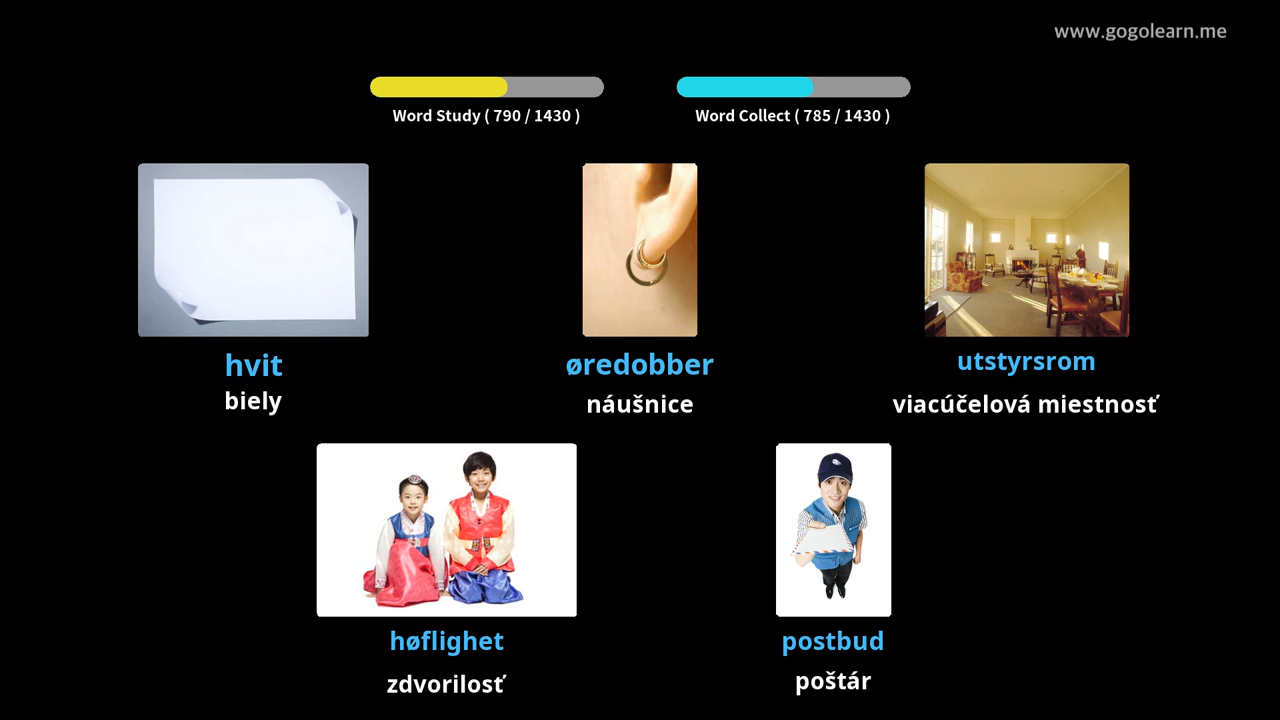 www.gogolearn.me
Word Study ( 790 / 1430 )
Word Collect ( 785 / 1430 )
hvit
biely
øredobber
náušnice
utstyrsrom
viacúčelová miestnosť
høflighet
zdvorilosť
postbud
poštár